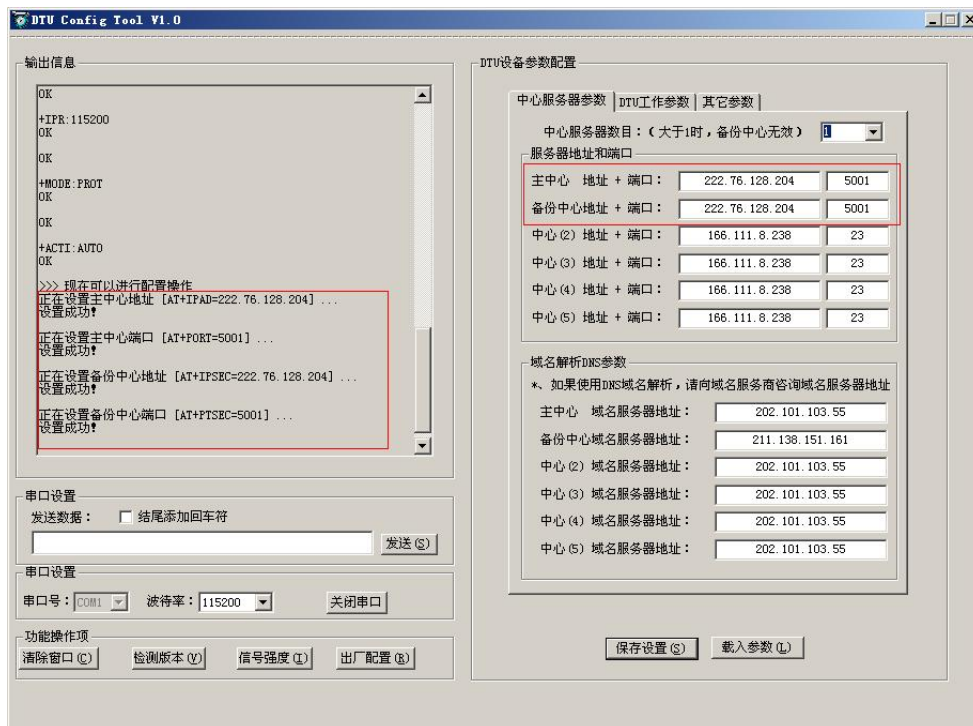 DTU Config Tool V1.0
输出信息
OK
+IPR:115200
OK
OK
+MODE:PROT
OK
OK
+ACTI:AUTO
OK
>>> 现在可以进行配置操作
正在设置主中心地址 [AT+IPAD=222.76.128.204] ...
设置成功!
正在设置主中心端口 [AT+PORT=5001] ...
设置成功!
正在设置备份中心地址 [AT+IPSEC=222.76.128.204] ...
设置成功!
正在设置备份中心端口 [AT+PTSEC=5001] ...
设置成功!
串口设置
发送数据： 结尾添加回车符
发送(S)
串口设置
串口号： COM1 波待率： 115200 关闭串口
功能操作项
清除窗口(C) 检测版本(V) 信号强度(I) 出厂配置(R)
DTU设备参数配置
中心服务器参数 DTU工作参数 其它参数
中心服务器数目：(大于1时，备份中心无效) 1
服务器地址和端口
主中心 地址 + 端口： 222.76.128.204 5001
备份中心地址 + 端口： 222.76.128.204 5001
中心(2) 地址 + 端口： 166.111.8.238 23
中心(3) 地址 + 端口： 166.111.8.238 23
中心(4) 地址 + 端口： 166.111.8.238 23
中心(5) 地址 + 端口： 166.111.8.238 23
域名解析DNS参数
*、如果使用DNS域名解析，请向域名服务商咨询域名服务器地址
主中心 域名服务器地址： 202.101.103.55
备份中心域名服务器地址： 211.138.151.161
中心(2) 域名服务器地址： 202.101.103.55
中心(3) 域名服务器地址： 202.101.103.55
中心(4) 域名服务器地址： 202.101.103.55
中心(5) 域名服务器地址： 202.101.103.55
保存设置(S) 载入参数(L)